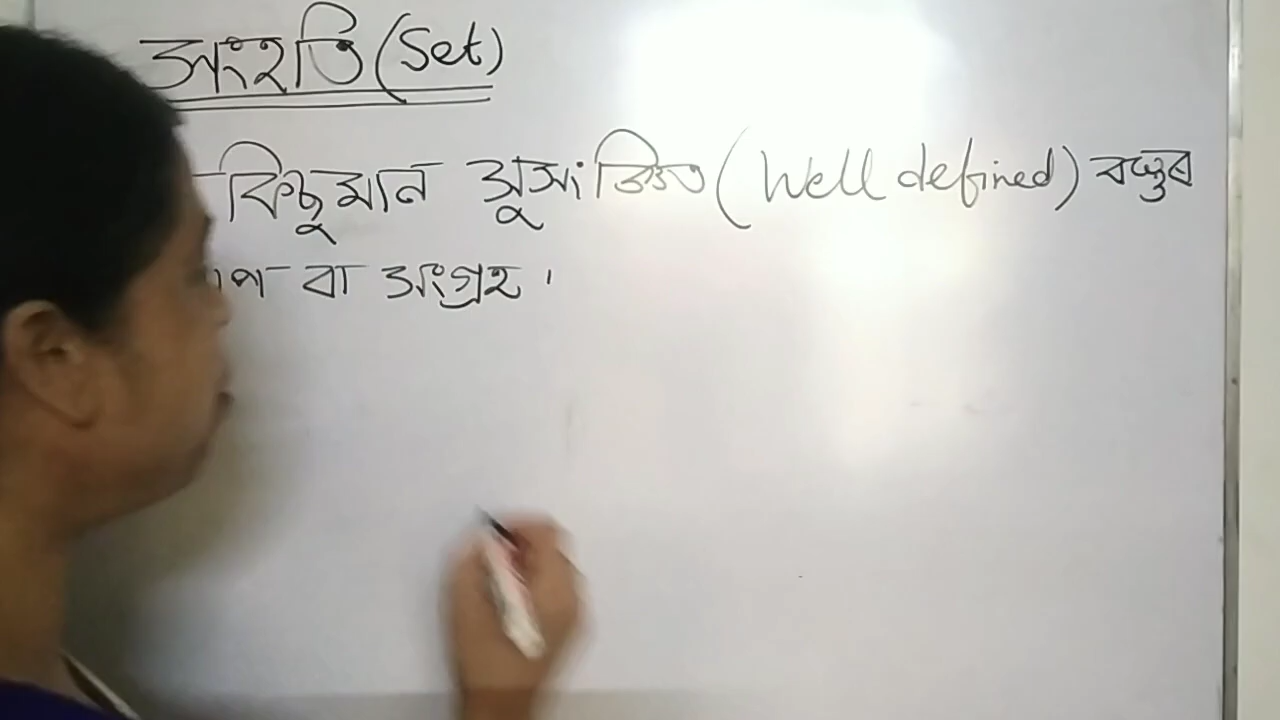 সংহতি (Set)
কিছুমান সুসংৰিত (Well defined) বস্তুৰ
বা সংগ্ৰহ ।